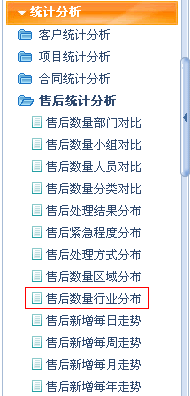 统计分析
客户统计分析
项目统计分析
合同统计分析
售后统计分析
售后数量部门对比
售后数量小组对比
售后数量人员对比
售后数量分类对比
售后处理结果分布
售后紧急程度分布
售后处理方式分布
售后数量区域分布
售后数量行业分布
售后新增每日走势
售后新增每周走势
售后新增每月走势
售后新增每年走势